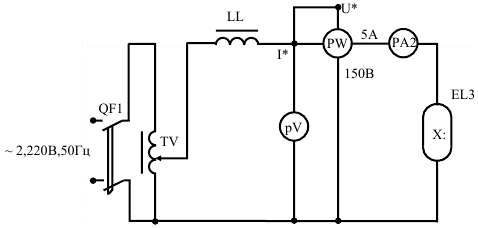 U*
LL
5A
PW
PA2
I*
150В
EL3
QF1
pV
X:
TV
~ 2,220В,50Гц